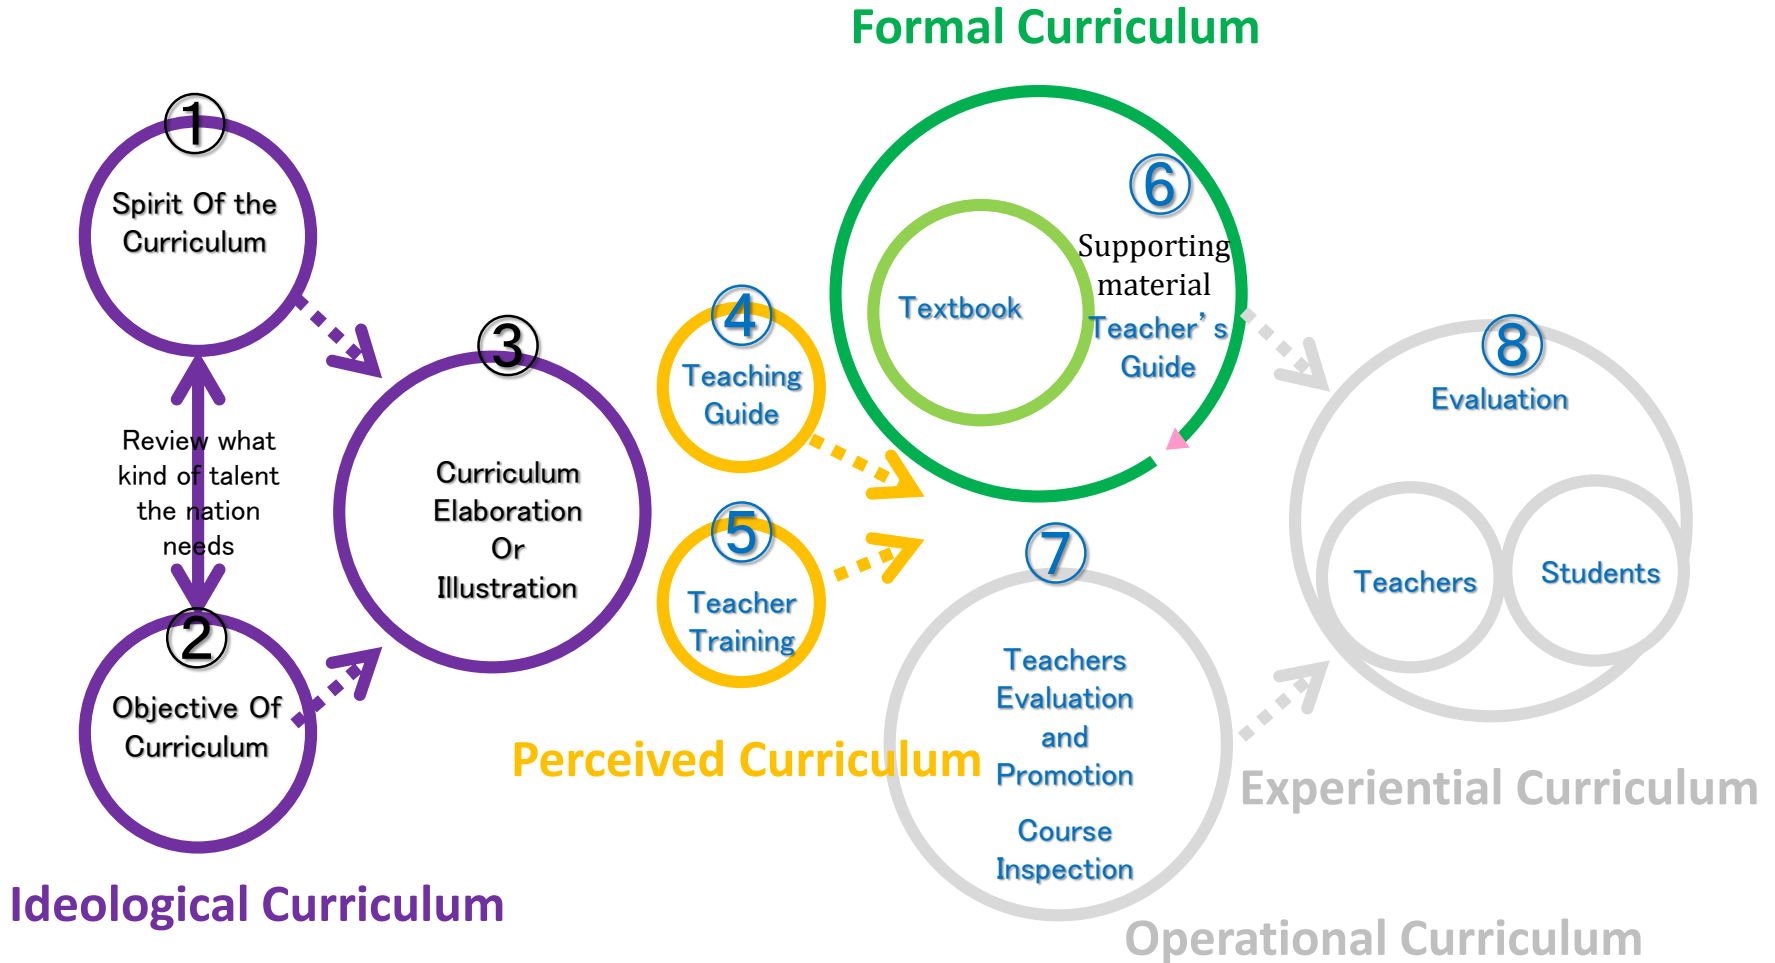 Formal Curriculum
①
Spirit Of the
Curriculum
Review what
kind of talent
the nation
needs
②
Objective Of
Curriculum
Ideological Curriculum
③
Curriculum
Elaboration
Or
Illustration
④
Teaching
Guide
⑤
Teacher
Training
Perceived Curriculum
Textbook
⑥
Supporting
material
Teacher’s
Guide
⑦
Teachers
Evaluation
and
Promotion
Course
Inspection
Operational Curriculum
⑧
Evaluation
Teachers
Students
Experiential Curriculum